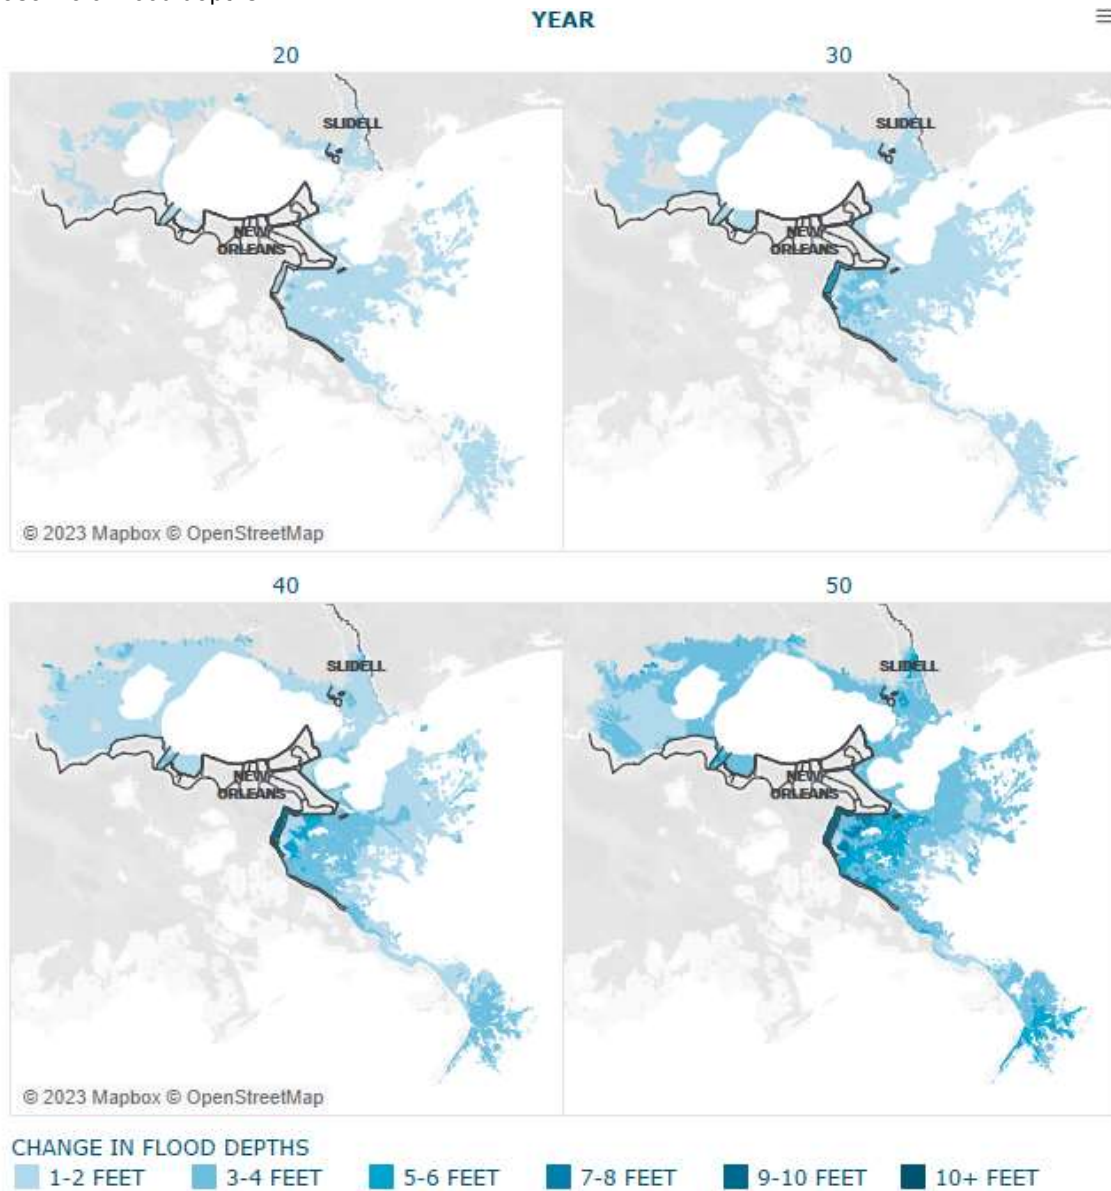 YEAR
20
30
SLIDELL
SLIDELL
NEW
ORLEANS
NEW
ORLEANS
© 2023 Mapbox © OpenStreetMap
40
50
SLIDELL
SLIDELL
NEW
ORLEANS
NEW
ORLEANS
© 2023 Mapbox © OpenStreetMap
CHANGE IN FLOOD DEPTHS
1-2 FEET 3-4 FEET 5-6 FEET 7-8 FEET 9-10 FEET 10+ FEET